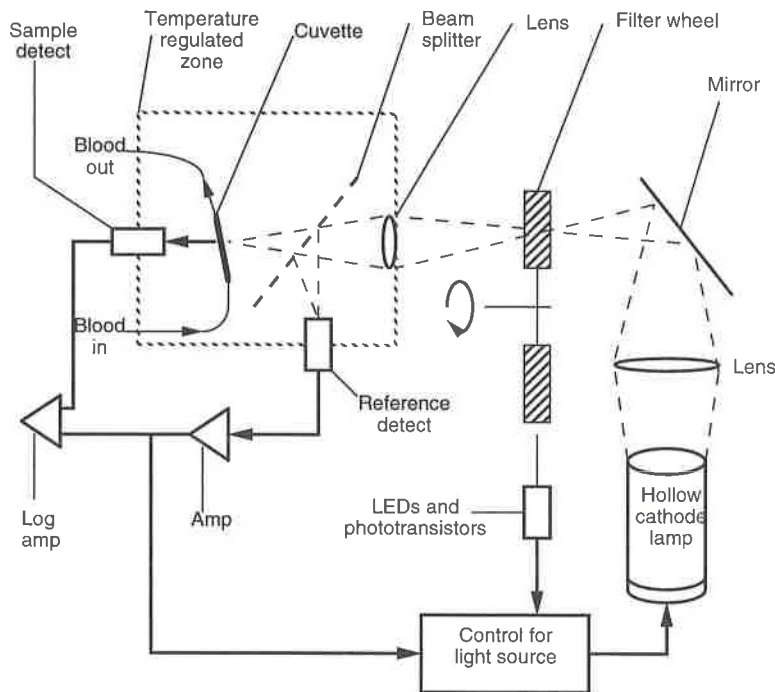 Sample
detect
Temperature
regulated
zone
Cuvette
Beam
splitter
Lens
Filter wheel
Mirror
Blood
out
Blood
in
Lens
Reference
detect
Log
amp
Amp
LEDs and
phototransistors
Hollow
cathode
lamp
Control for
light source